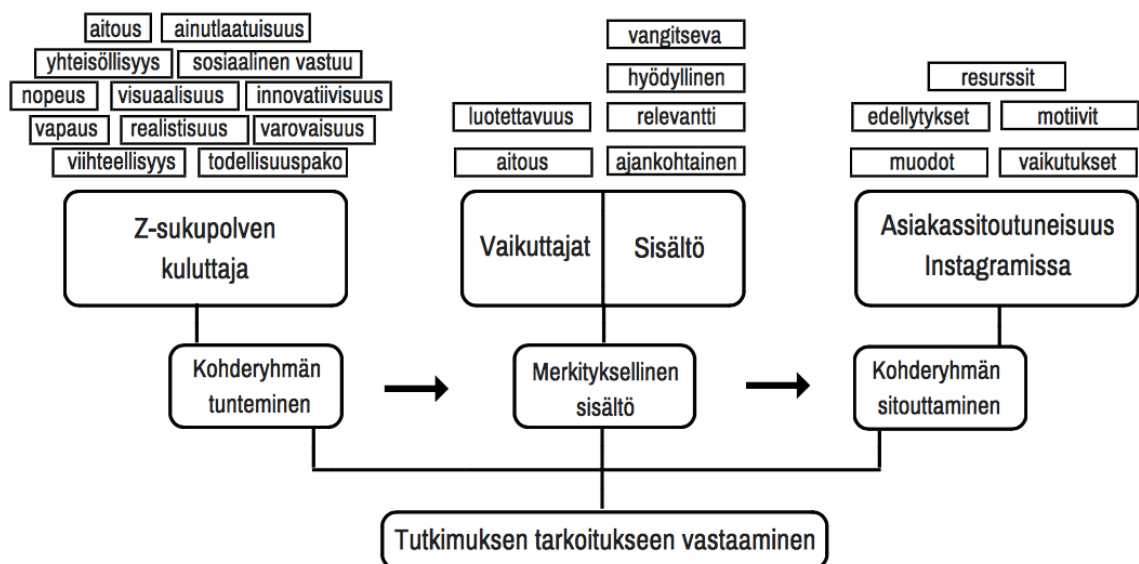 aitous ainutlaatuisuus
yhteisöllisyys sosiaalinen vastuu
nopeus visuaalisuus innovatiivisuus
vapaus realistisuus varovaisuus
viihteellisyys todellisuuspako
Z-sukupolven
kuluttaja
Kohderyhmän
tunteminen
vangitseva
hyödyllinen
luotettavuus relevantti
aitous ajankohtainen
Vaikuttajat Sisältö
Merkityksellinen
sisältö
resurssit
edellytykset motiivit
muodot vaikutukset
Asiakassitoutuneisuus
Instagramissa
Kohderyhmän
sitouttaminen
Tutkimuksen tarkoitukseen vastaaminen